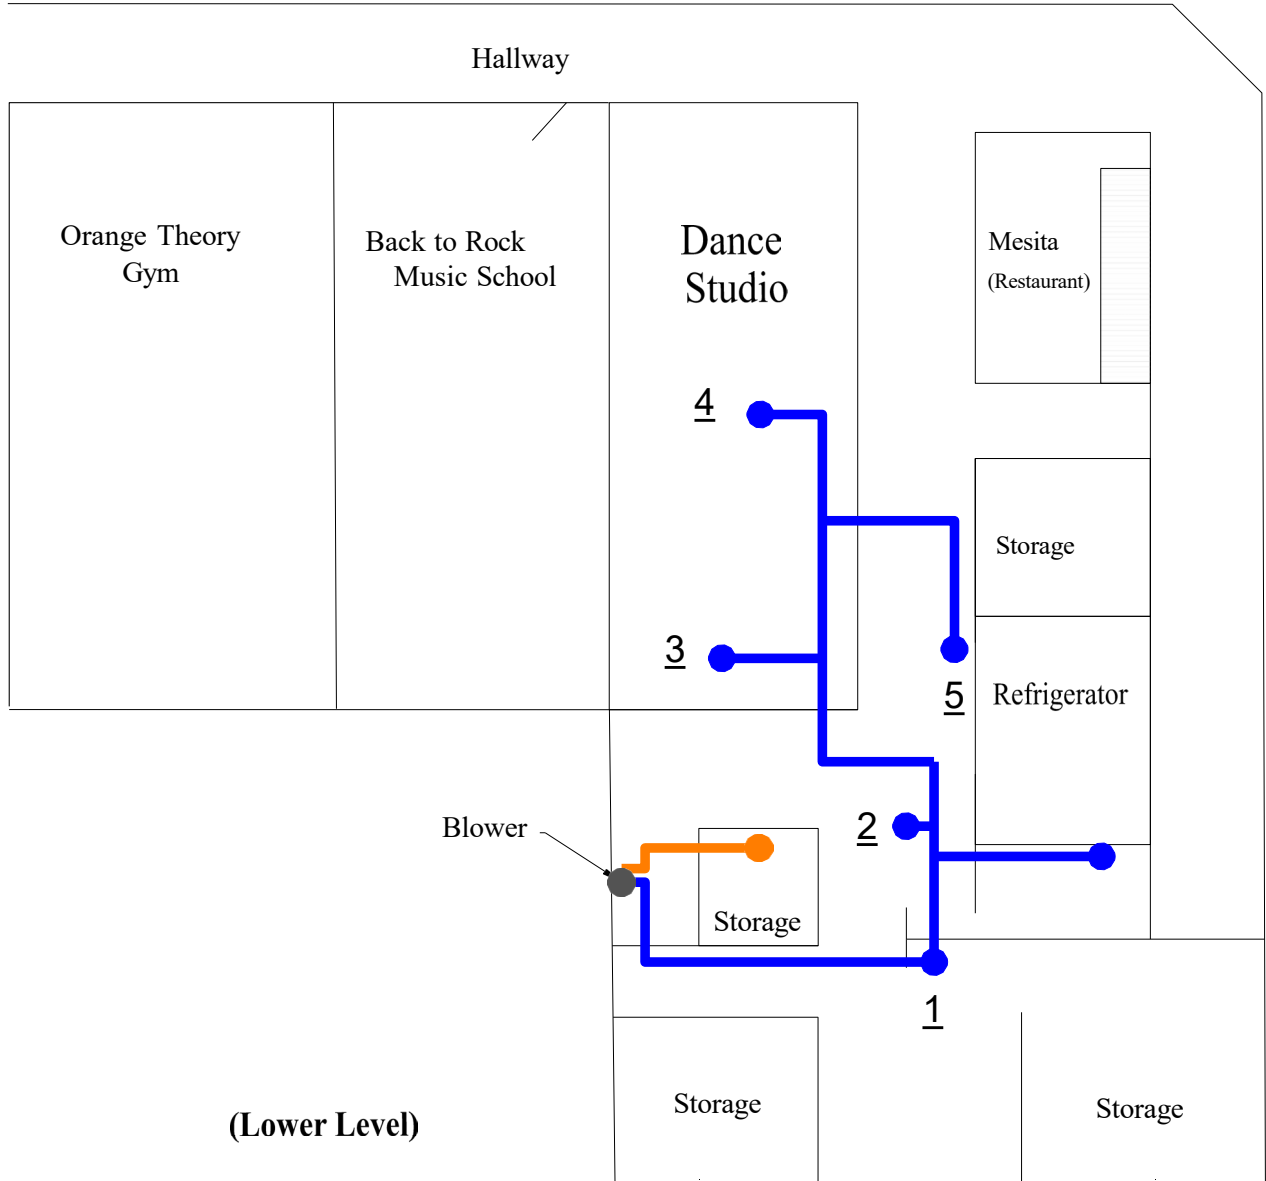 Hallway
Orange Theory
Gym
Back to Rock
Music School
Dance
Studio
Mesita
(Restaurant)
4
Storage
3
5
Refrigerator
Blower
2
Storage
1
Storage
Storage
(Lower Level)